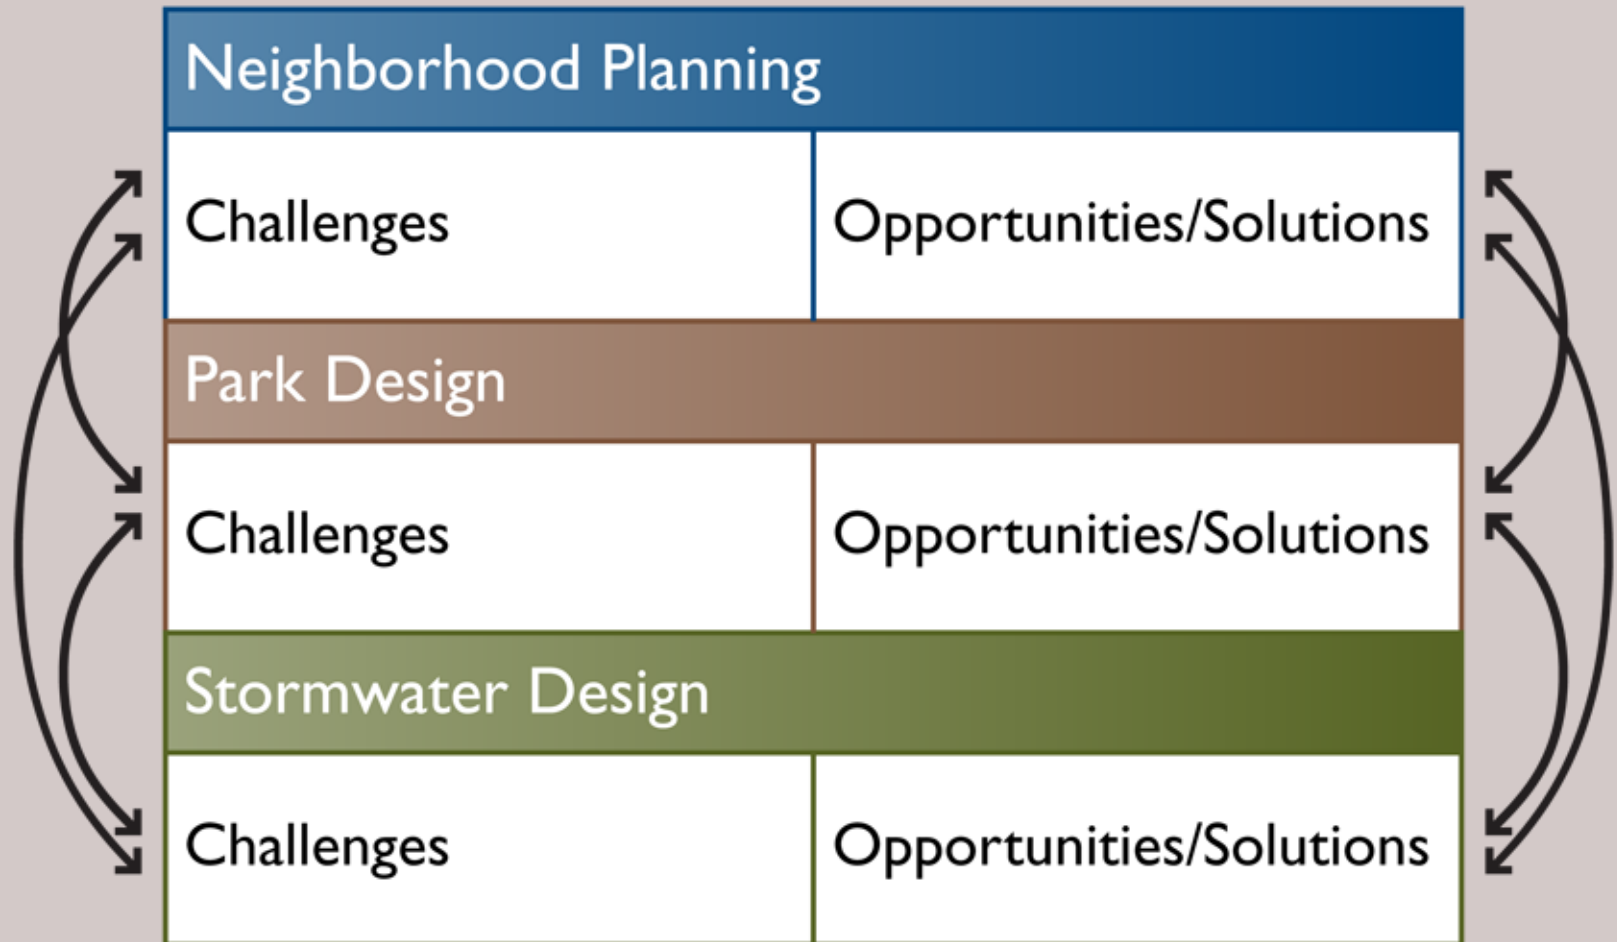 Neighborhood Planning
Challenges
Opportunities/Solutions
Park Design
Challenges
Opportunities/Solutions
Stormwater Design
Challenges
Opportunities/Solutions